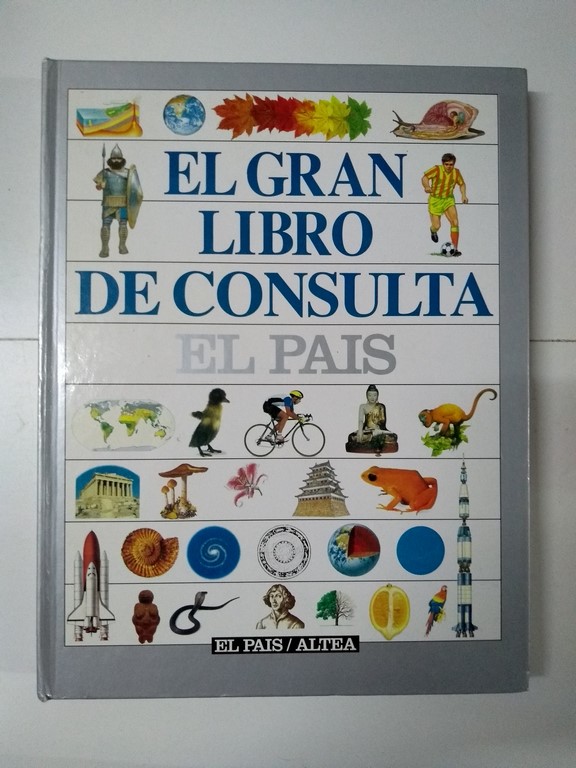 EL GRAN
LIBRO
DE CONSULTA
EL PAIS
EL PAIS/ALTEA